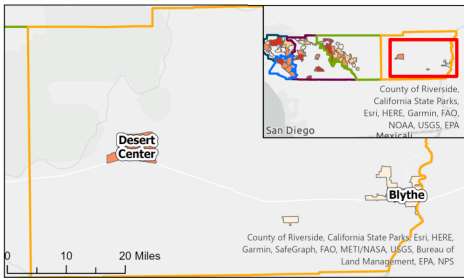 County of Riverside,
California State Parks,
Esri, HERE, Garmin, FAO,
NOAA, USGS, EPA
San Diego
Mexicali
Desert
Center
Blythe
County of Riverside, California State Parks, Esri, HERE,
Garmin, SafeGraph, FAO, METI/NASA, USGS, Bureau of
Land Management, EPA, NPS
0 10 20 Miles